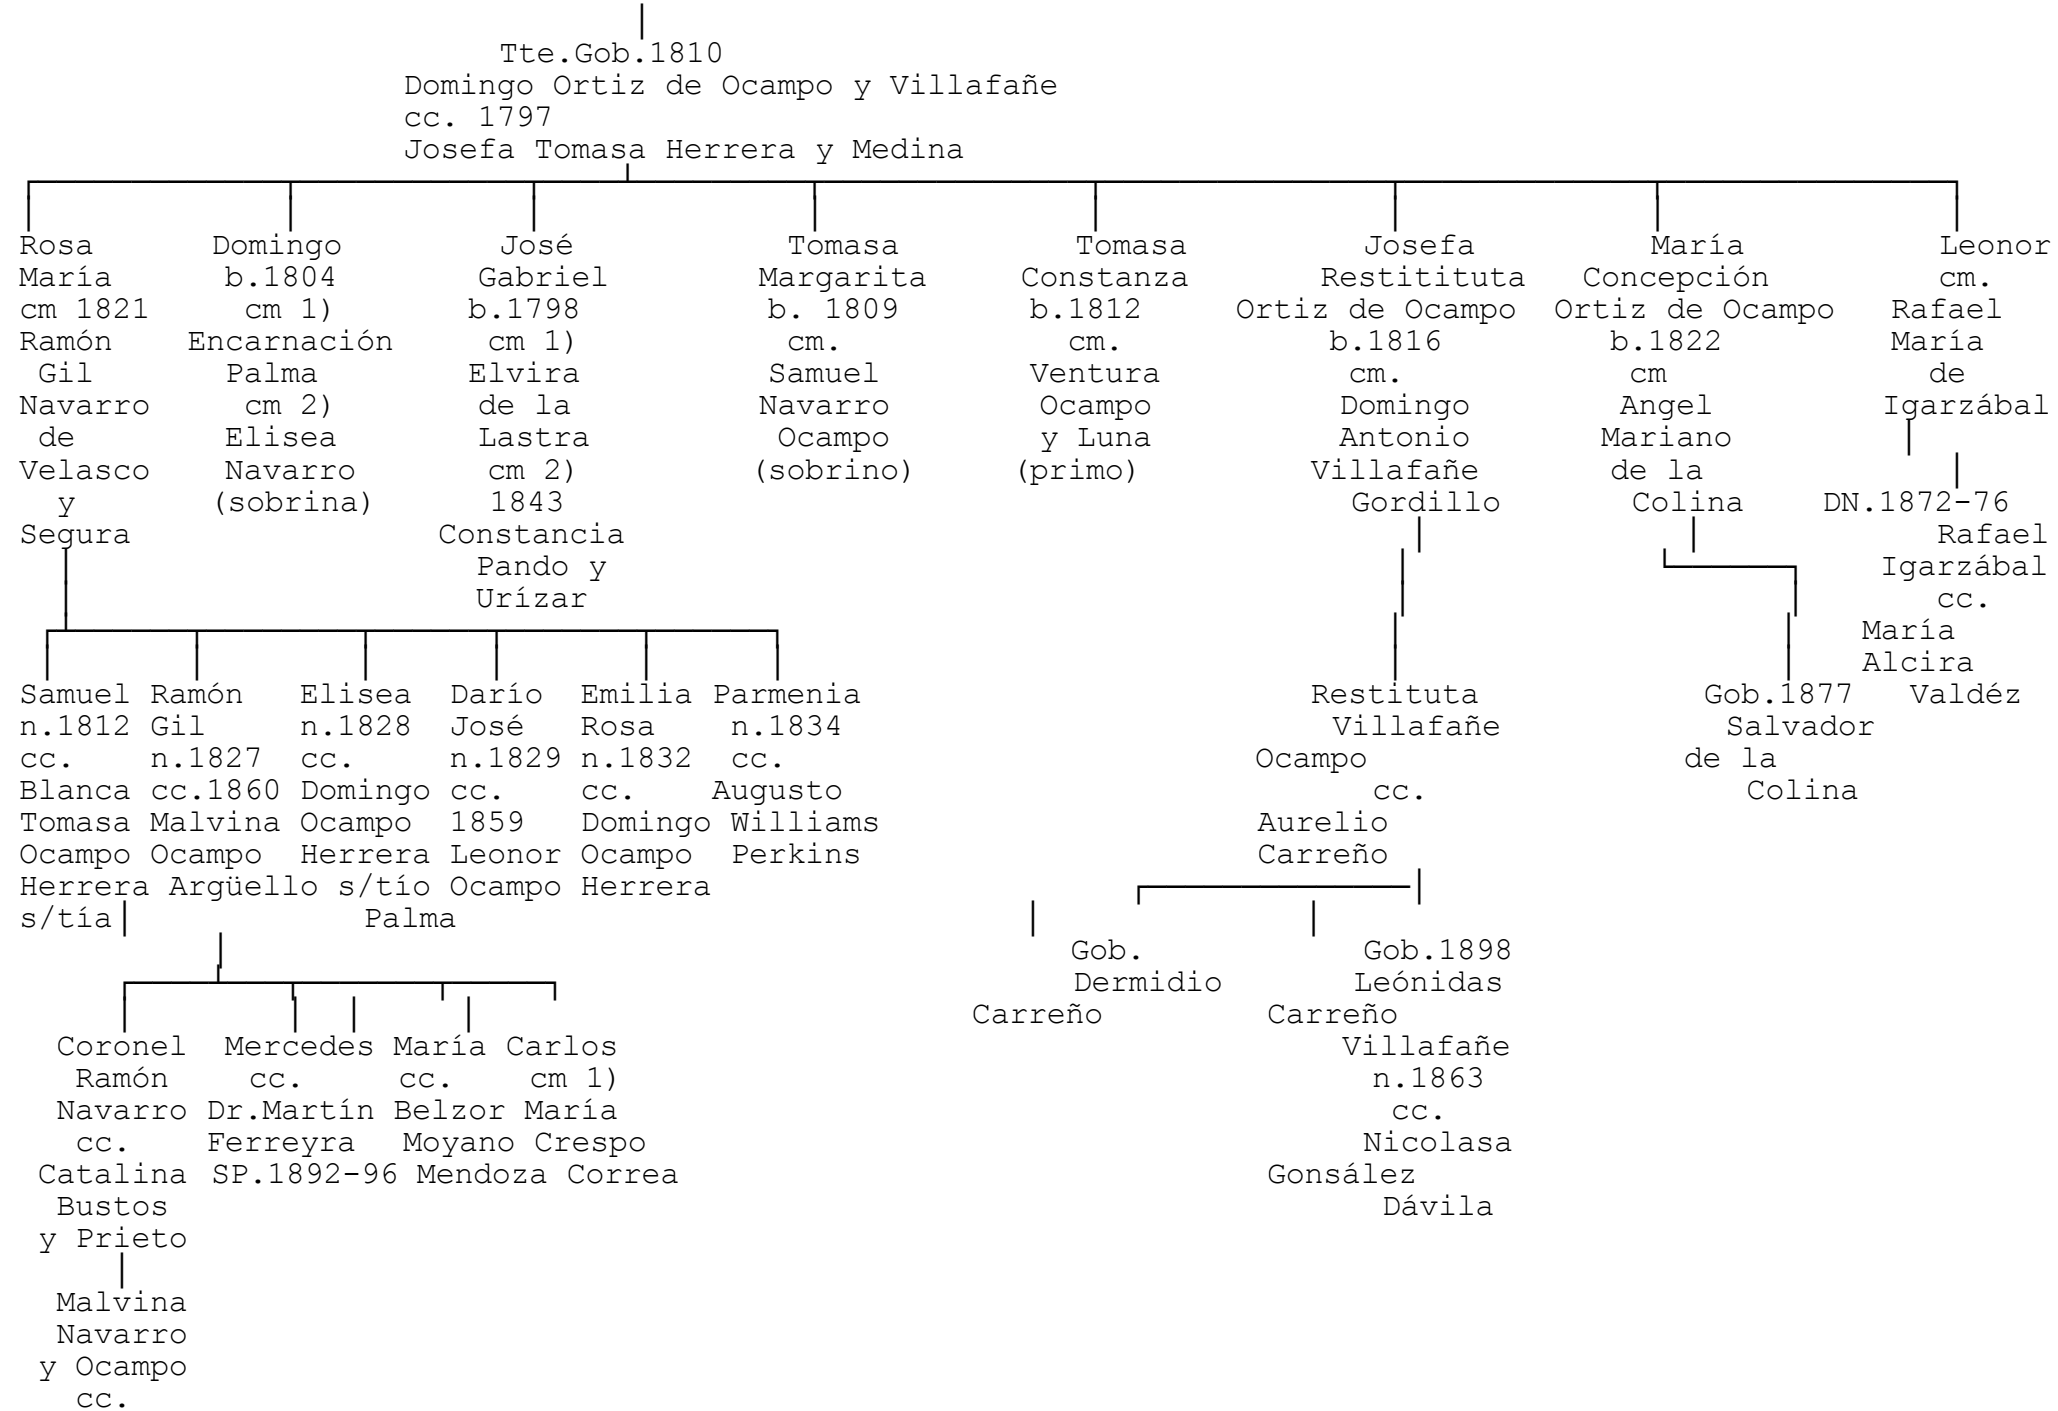 Tte.Gob.1810
Domingo Ortiz de Ocampo y Villafañe
cc. 1797
Josefa Tomasa Herrera y Medina
Rosa Domingo José Tomasa Tomasa Josefa María Leonor
María b.1804 Gabriel Margarita Constanza Restitituta Concepción cm.
cm 1821 cm 1) b.1798 b. 1809 b.1812 Ortiz de Ocampo Ortiz de Ocampo Rafael
Ramón Encarnación cm 1) cm. cm. b.1816 b.1822 María
Gil Palma Elvira Samuel Ventura cm. cm de
Navarro cm 2) de la Navarro Ocampo Domingo Angel Igarzábal
de Elisea Lastra Ocampo y Luna Antonio Mariano
Velasco Navarro cm 2) (sobrino) (primo) Villafañe de la
y (sobrina) 1843 Gordillo Colina DN.1872-76
Segura Constancia Rafael
Pando y Igarzábal
Urízar cc.
María
Alcira
Samuel Ramón Elisea Darío Emilia Parmenia Restituta Gob.1877 Valdéz
n.1812 Gil n.1828 José Rosa n.1834 Villafañe Salvador
cc. n.1827 cc. n.1829 n.1832 cc. Ocampo de la
Blanca cc.1860 Domingo cc. cc. Augusto cc. Colina
Tomasa Malvina Ocampo 1859 Domingo Williams Aurelio
Ocampo Ocampo Herrera Leonor Ocampo Perkins Carreño
Herrera Argüello s/tío Ocampo Herrera
s/tía Palma
Gob. Gob.1898
Dermidio Leónidas
Carreño Carreño
Coronel Mercedes María Carlos Villafañe
Ramón cc. cc. cm 1) n.1863
Navarro Dr.Martín Belzor María cc.
cc. Ferreyra Moyano Crespo Nicolasa
Catalina SP.1892-96 Mendoza Correa Gonsález
Bustos Dávila
y Prieto
Malvina
Navarro
y Ocampo
cc.